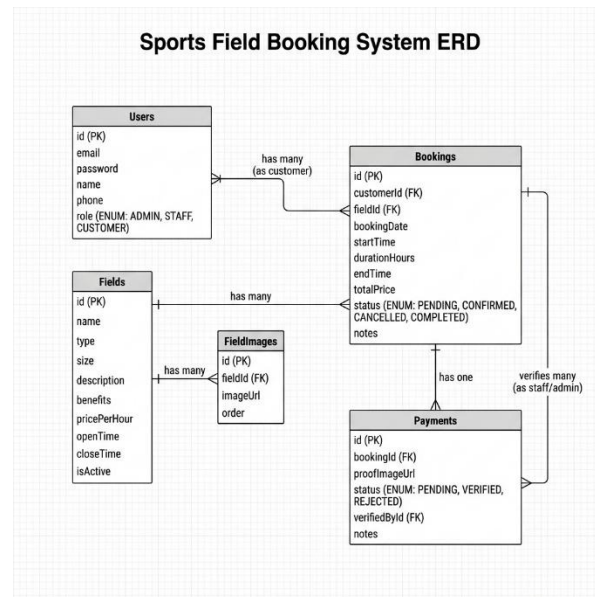 Sports Field Booking System ERD
Users
id (PK)
email
password
name
phone
role (ENUM: ADMIN, STAFF,
CUSTOMER)
has many
(as customer)
Bookings
id (PK)
customerId (FK)
fieldId (FK)
bookingDate
startTime
durationHours
endTime
totalPrice
status (ENUM: PENDING, CONFIRMED,
CANCELLED, COMPLETED)
notes
Fields
id (PK)
name
type
size
description
benefits
pricePerHour
openTime
closeTime
isActive
has many
has many
FieldImages
id (PK)
fieldId (FK)
imageUrl
order
has one
verifies many
(as staff/admin)
Payments
id (PK)
bookingId (FK)
proofImageUrl
status (ENUM: PENDING, VERIFIED,
REJECTED)
verifiedById (FK)
notes